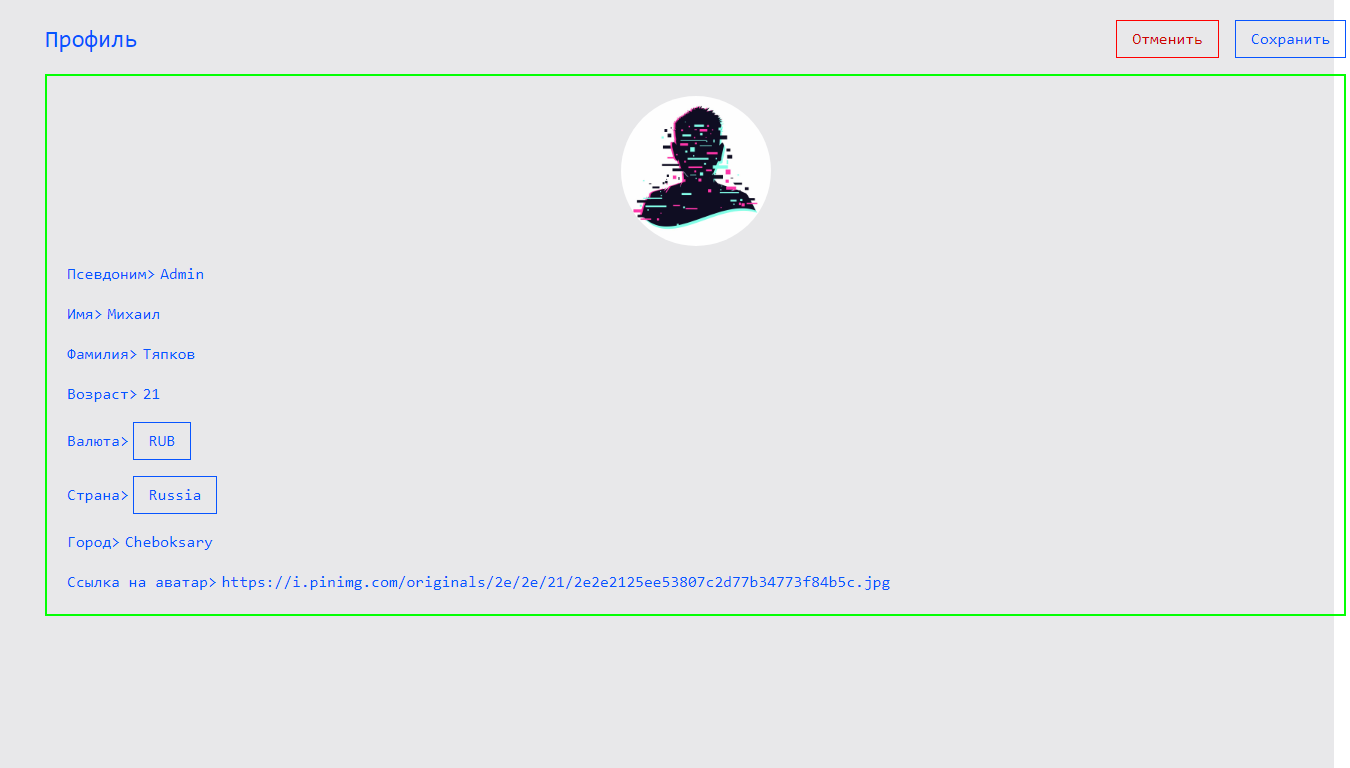 Профиль
Отменить
Сохранить
Псевдоним> Admin
Имя> Михаил
Фамилия> Тяпков
Возраст> 21
Валюта> RUB
Страна> Russia
Город> Cheboksary
Ссылка на аватар> https://i.pinimg.com/originals/2e/2e/21/2e2e2125ee53807c2d77b34773f84b5c.jpg